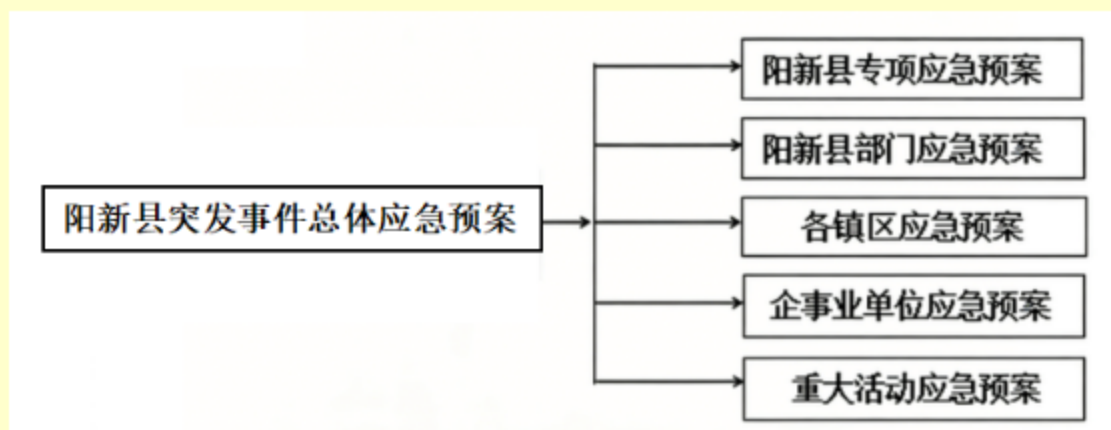 阳新县专项应急预案
阳新县部门应急预案
阳新县突发事件总体应急预案
各镇区应急预案
企事业单位应急预案
重大活动应急预案